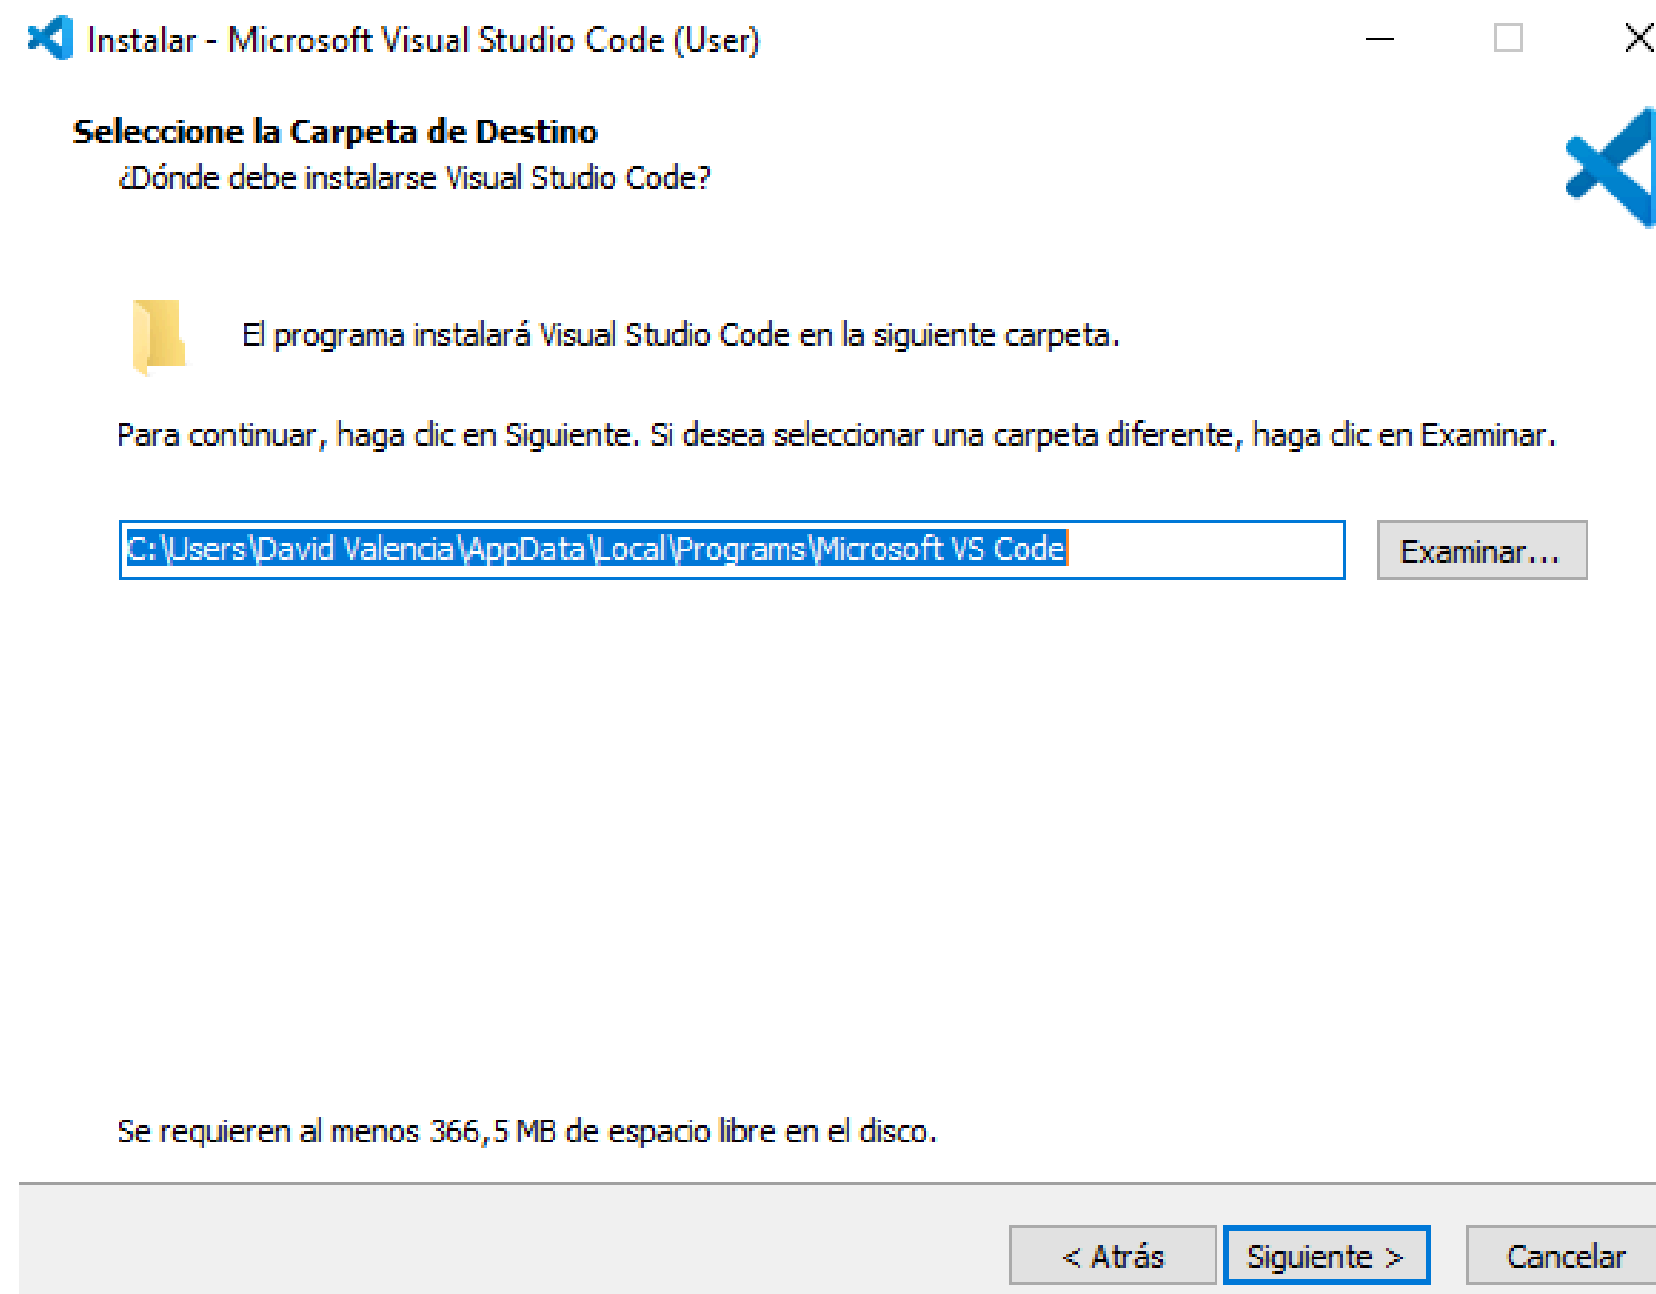 Instalar - Microsoft Visual Studio Code (User)
Seleccione la Carpeta de Destino
¿Dónde debe instalarse Visual Studio Code?
El programa instalará Visual Studio Code en la siguiente carpeta.
Para continuar, haga clic en Siguiente. Si desea seleccionar una carpeta diferente, haga clic en Examinar.
C:\Users\David Valencia\AppData\Local\Programs\Microsoft VS Code
Examinar...
Se requieren al menos 366,5 MB de espacio libre en el disco.
< Atrás
Siguiente >
Cancelar